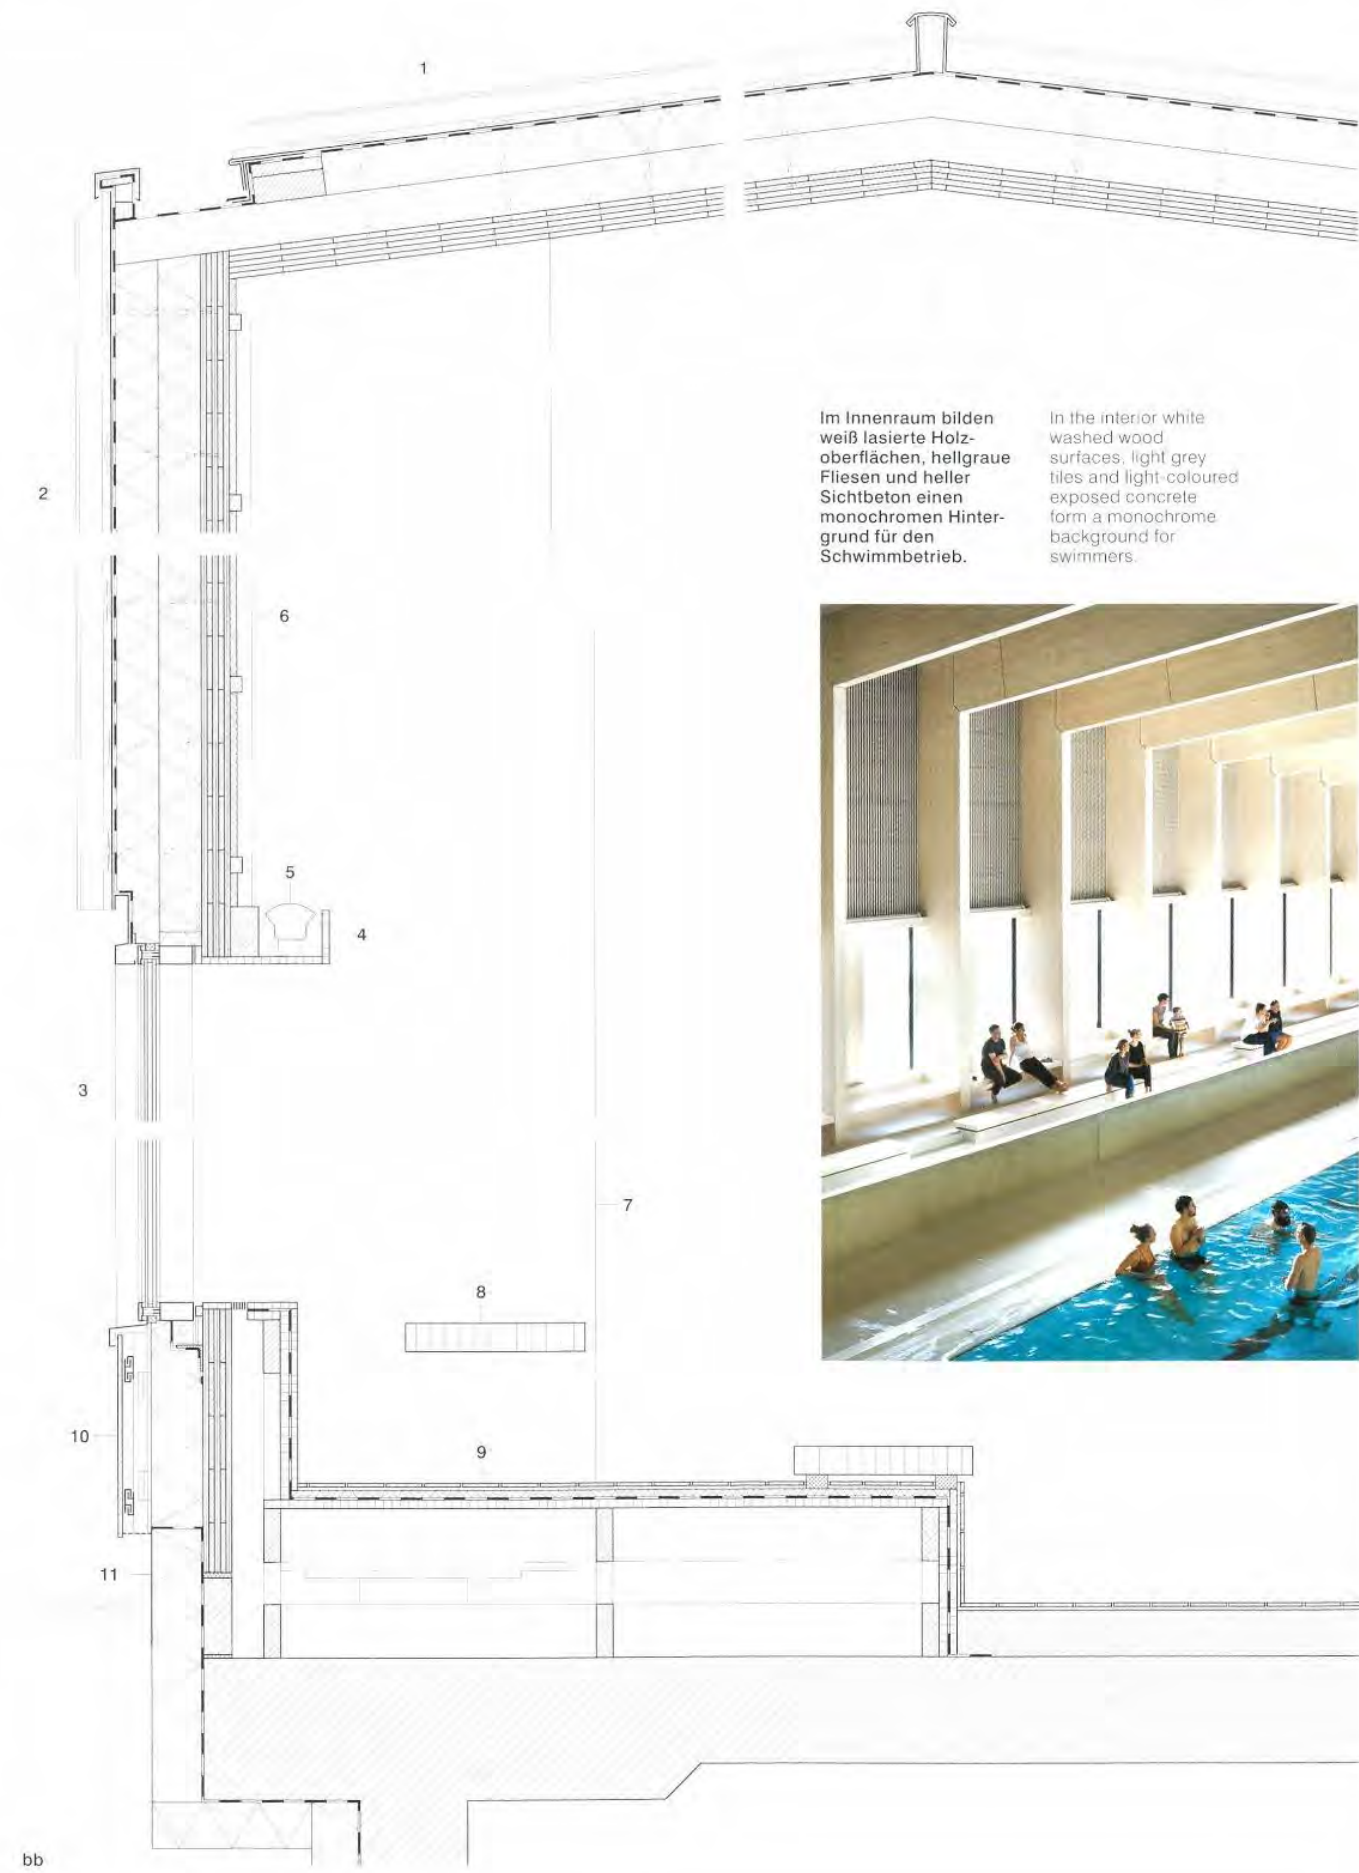 1
2
Im Innenraum bilden
weiß lasierte Holz-
oberflächen, hellgraue
Fliesen und heller
Sichtbeton einen
monochromen Hinter-
grund für den
Schwimmbetrieb.
In the interior white
washed wood
surfaces, light grey
tiles and light-coloured
exposed concrete
form a monochrome
background for
swimmers.
6
5
4
3
7
8
10
9
11
bb